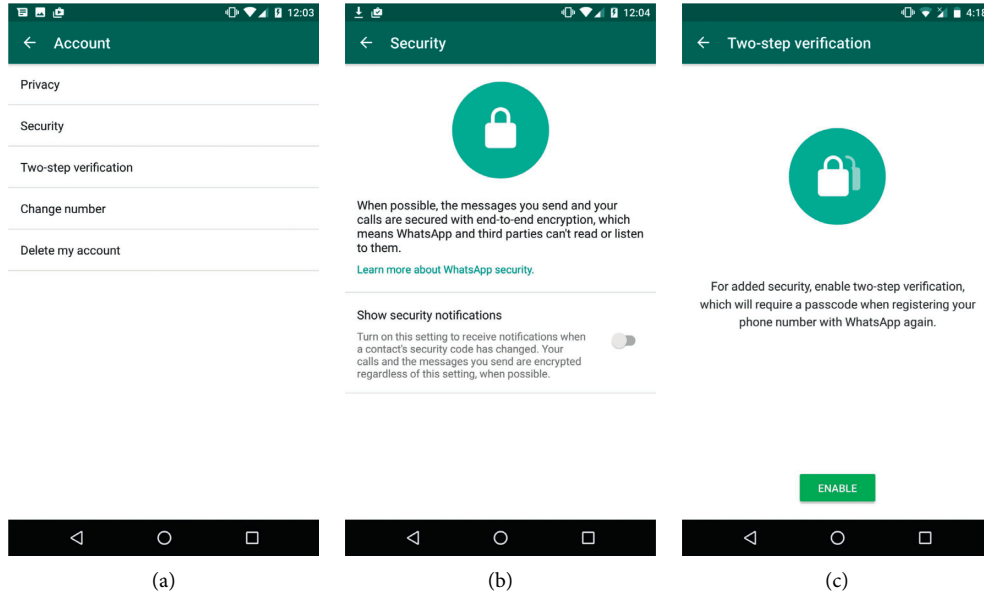 12:03
Account
Privacy
Security
Two-step verification
Change number
Delete my account
(a)
12:04
Security
When possible, the messages you send and your
calls are secured with end-to-end encryption, which
means WhatsApp and third parties can't read or listen
to them.
Learn more about WhatsApp security.
Show security notifications
Turn on this setting to receive notifications when
a contact's security code has changed. Your
calls and the messages you send are encrypted
regardless of this setting, when possible.
(b)
4:18
Two-step verification
For added security, enable two-step verification,
which will require a passcode when registering your
phone number with WhatsApp again.
ENABLE
(c)